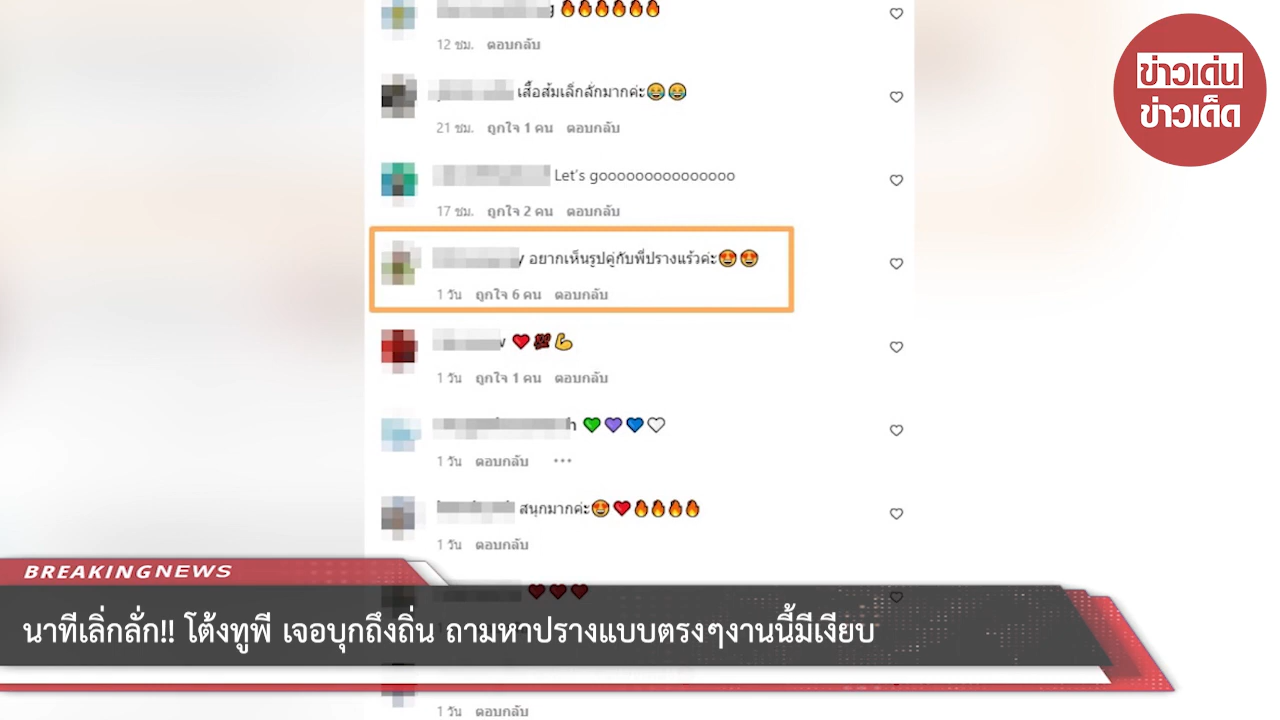 g 🔥🔥🔥🔥🔥🔥
12 ชม. ตอบกลับ
เสื้อส้มเล็กลักมากค่ะ😂😂
21 ชม. ถูกใจ 1 คน ตอบกลับ
Let's gooooooooooooooo
17 ชม. ถูกใจ 2 คน ตอบกลับ
y อยากเห็นรูปคู่กับพี่ปรางแร้วค่ะ😍😍
1 วัน ถูกใจ 6 คน ตอบกลับ
❤️💯💪
1 วัน ถูกใจ 1 คน ตอบกลับ
h 💚💜💙🤍
1 วัน ตอบกลับ ...
สนุกมากค่ะ😍❤️🔥🔥🔥🔥
1 วัน ตอบกลับ
❤️❤️❤️
1 วัน ตอบกลับ
ข่าวเด่น
ข่าวเด็ด
BREAKINGNEWS
นาทีเลิ่กลั่ก!! โต้งทูพี เจอบุกถึงถิ่น ถามหาปรางแบบตรงๆงานนี้มีเงียบ